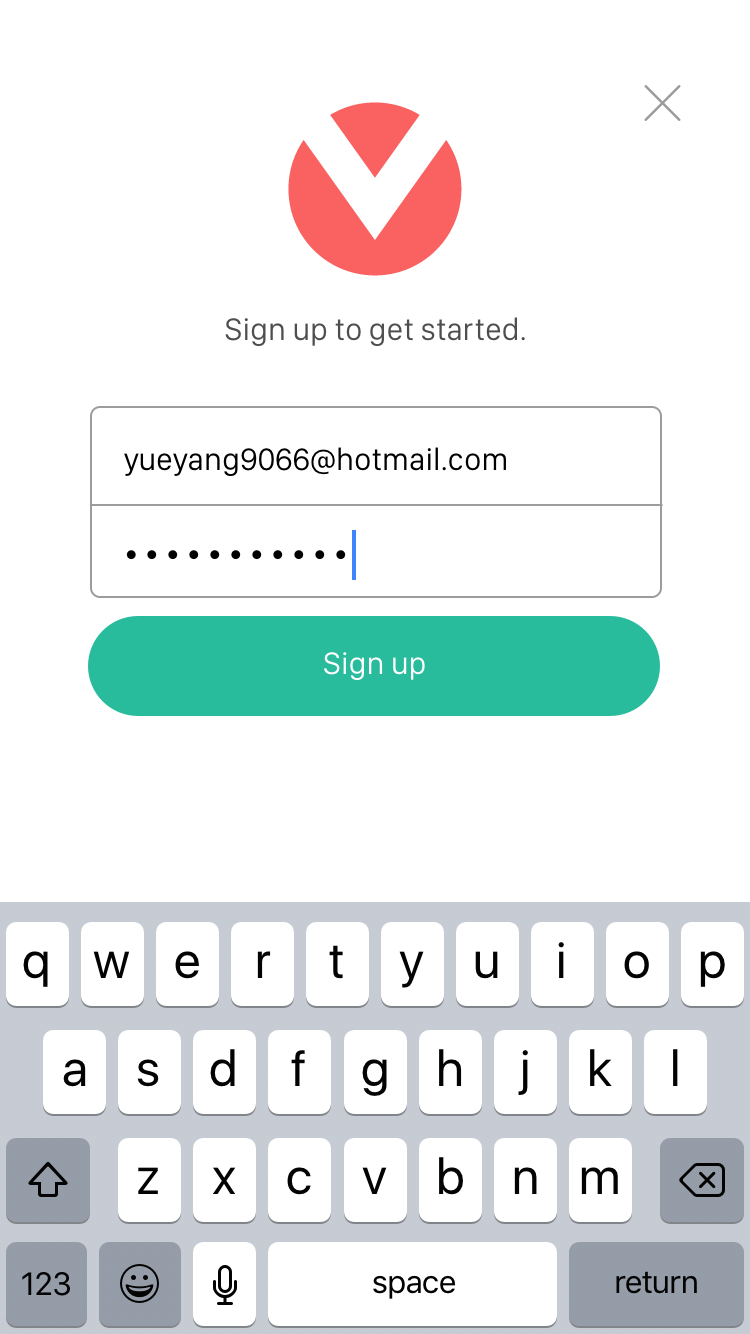 Sign up to get started.
yueyang9066@hotmail.com
•••••••••••
Sign up
q w e r t y u i o p
a s d f g h j k l
z x c v b n m
123 space return